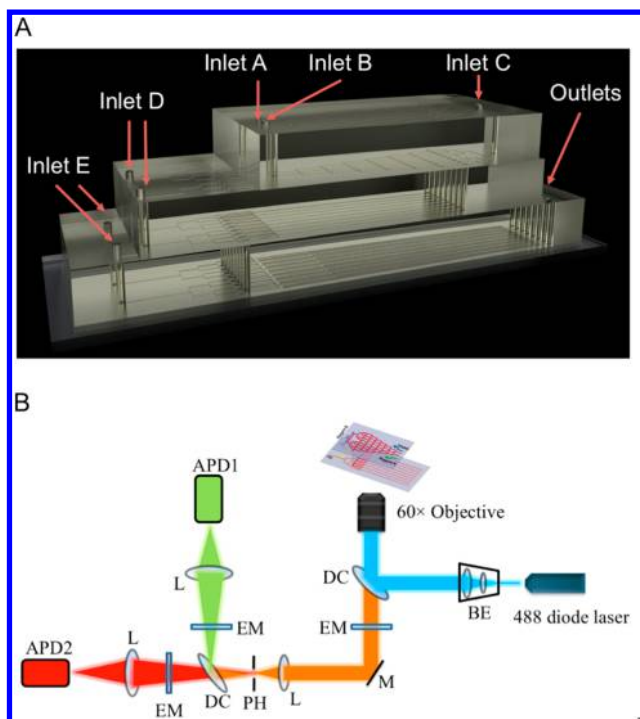 A
Inlet A
Inlet B
Inlet C
Outlets
Inlet D
Inlet E
B
APD1
60× Objective
L
DC
488 diode laser
BE
EM
EM
APD2
L
EM
DC
PH
L
M